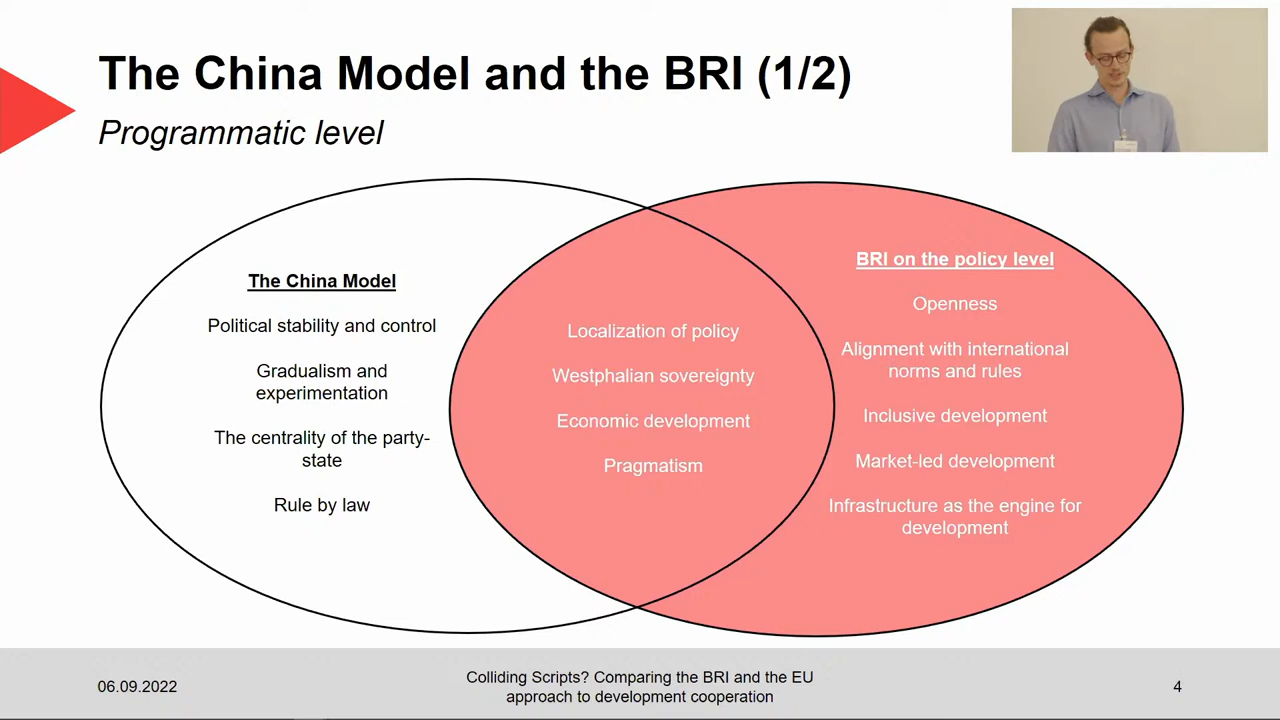 The China Model and the BRI (1/2)
Programmatic level
The China Model
Political stability and control
Gradualism and
experimentation
The centrality of the party-
state
Rule by law
Localization of policy
Westphalian sovereignty
Economic development
Pragmatism
BRI on the policy level
Openness
Alignment with international
norms and rules
Inclusive development
Market-led development
Infrastructure as the engine for
development
06.09.2022
Colliding Scripts? Comparing the BRI and the EU
approach to development cooperation
4